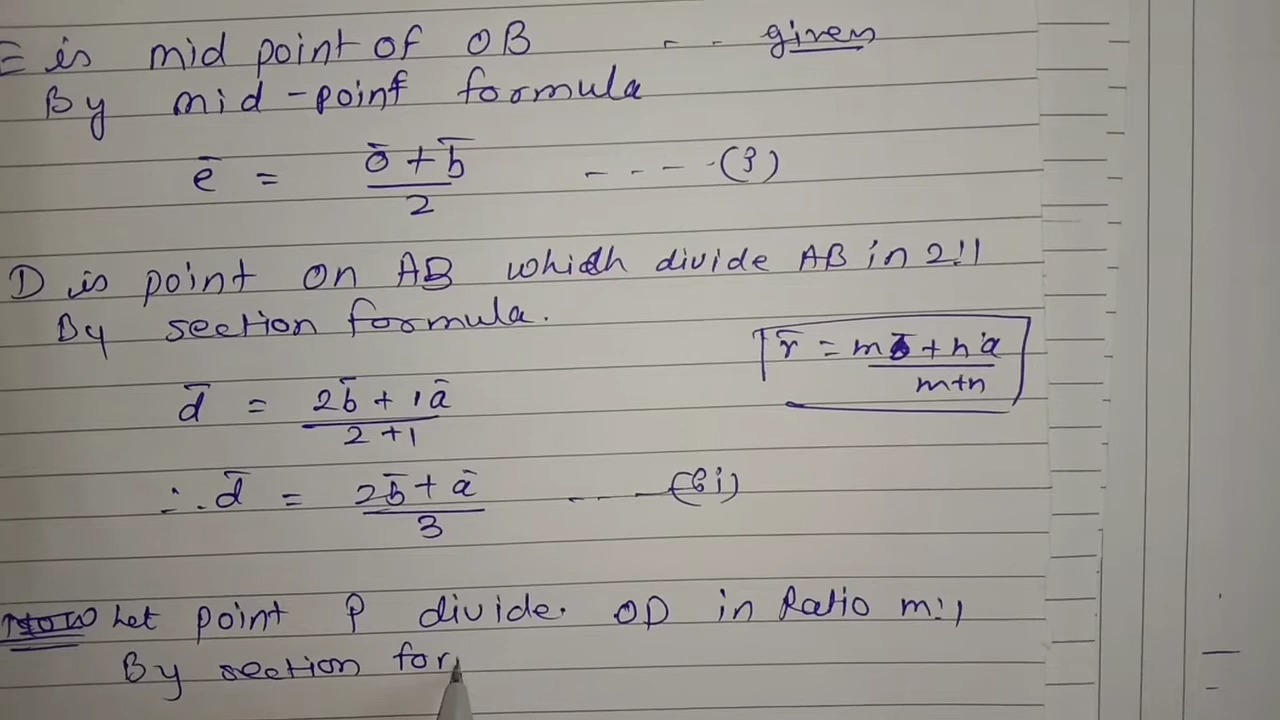 E is mid point of OB - - given
By mid-point formula
ē = (ō + b̄)/2 - - - - (i)
D is point on AB which divide AB in 2:1
By section formula.
r̄ = (mb̄ + nā)/(m+n)
d̄ = (2b̄ + 1ā)/(2+1)
∴ d̄ = (2b̄ + ā)/3 - - - - (ii)
Let point P divide. OD in Ratio m:1
By section for